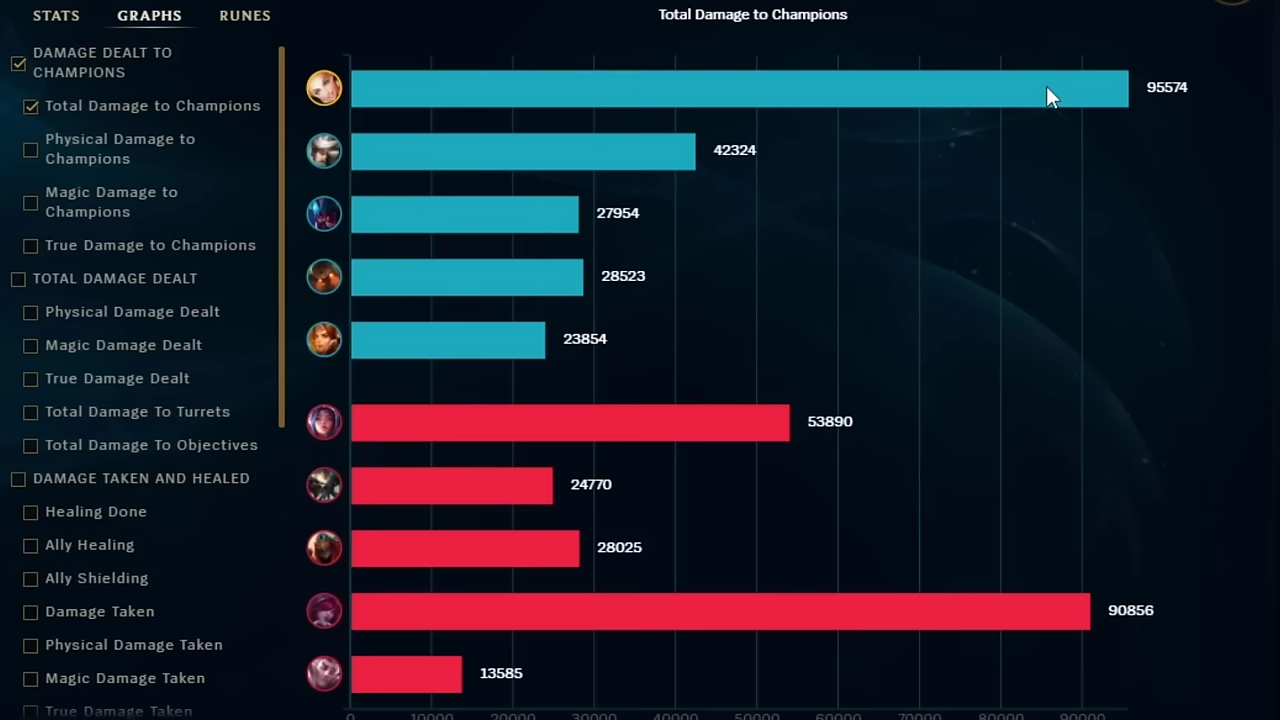 STATS GRAPHS RUNES
Total Damage to Champions
DAMAGE DEALT TO
CHAMPIONS
Total Damage to Champions
Physical Damage to
Champions
Magic Damage to
Champions
True Damage to Champions
TOTAL DAMAGE DEALT
Physical Damage Dealt
Magic Damage Dealt
True Damage Dealt
Total Damage To Turrets
Total Damage To Objectives
DAMAGE TAKEN AND HEALED
Healing Done
Ally Healing
Ally Shielding
Damage Taken
Physical Damage Taken
Magic Damage Taken
True Damage Taken
95574
42324
27954
28523
23854
53890
24770
28025
90856
13585
0 10000 20000 30000 40000 50000 60000 70000 80000 90000